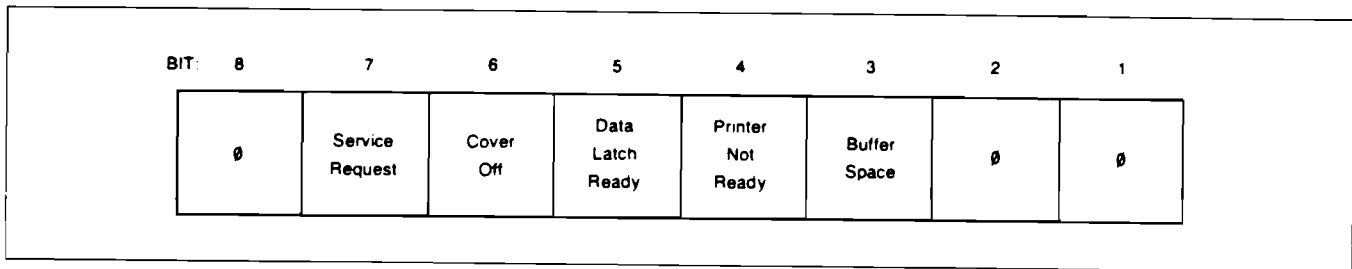 BIT: 8 7 6 5 4 3 2 1
Ø
Service
Request
Cover
Off
Data
Latch
Ready
Printer
Not
Ready
Buffer
Space
Ø
Ø